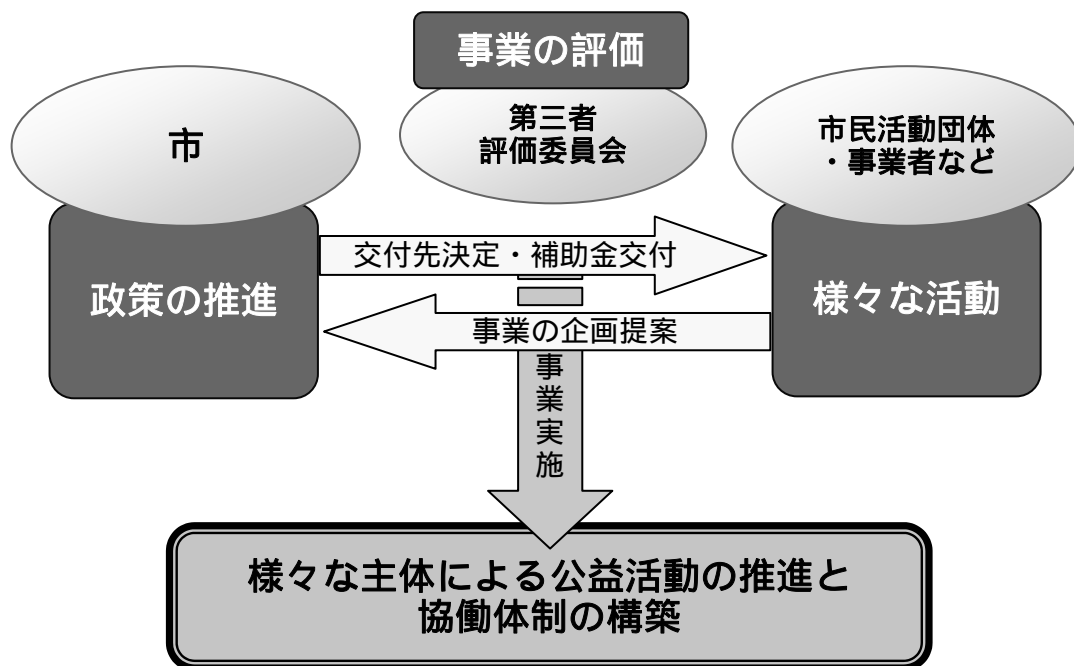 事業の評価
第三者
評価委員会
市
市民活動団体
・事業者など
政策の推進
交付先決定・補助金交付
様々な活動
事業の企画提案
事業実施
様々な主体による公益活動の推進と
協働体制の構築